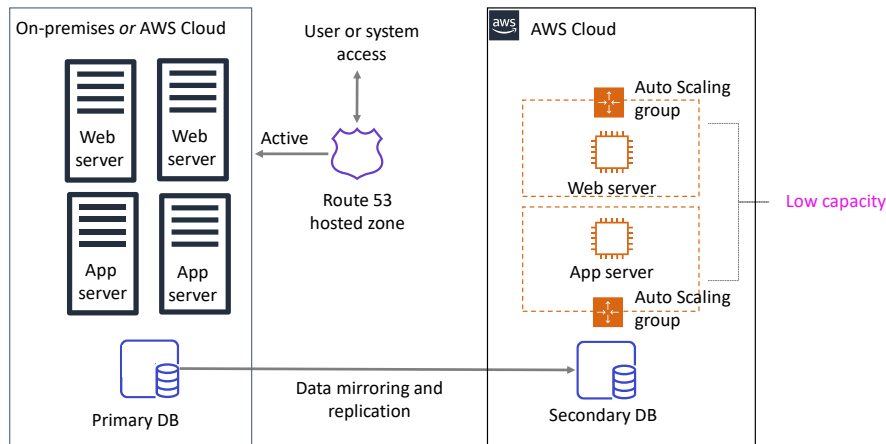 On-premises or AWS Cloud
Web
server
Web
server
App
server
App
server
Primary DB
User or system
access
Active
Route 53
hosted zone
Data mirroring and
replication
aws
AWS Cloud
Auto Scaling
group
Web server
App server
Auto Scaling
group
Secondary DB
Low capacity